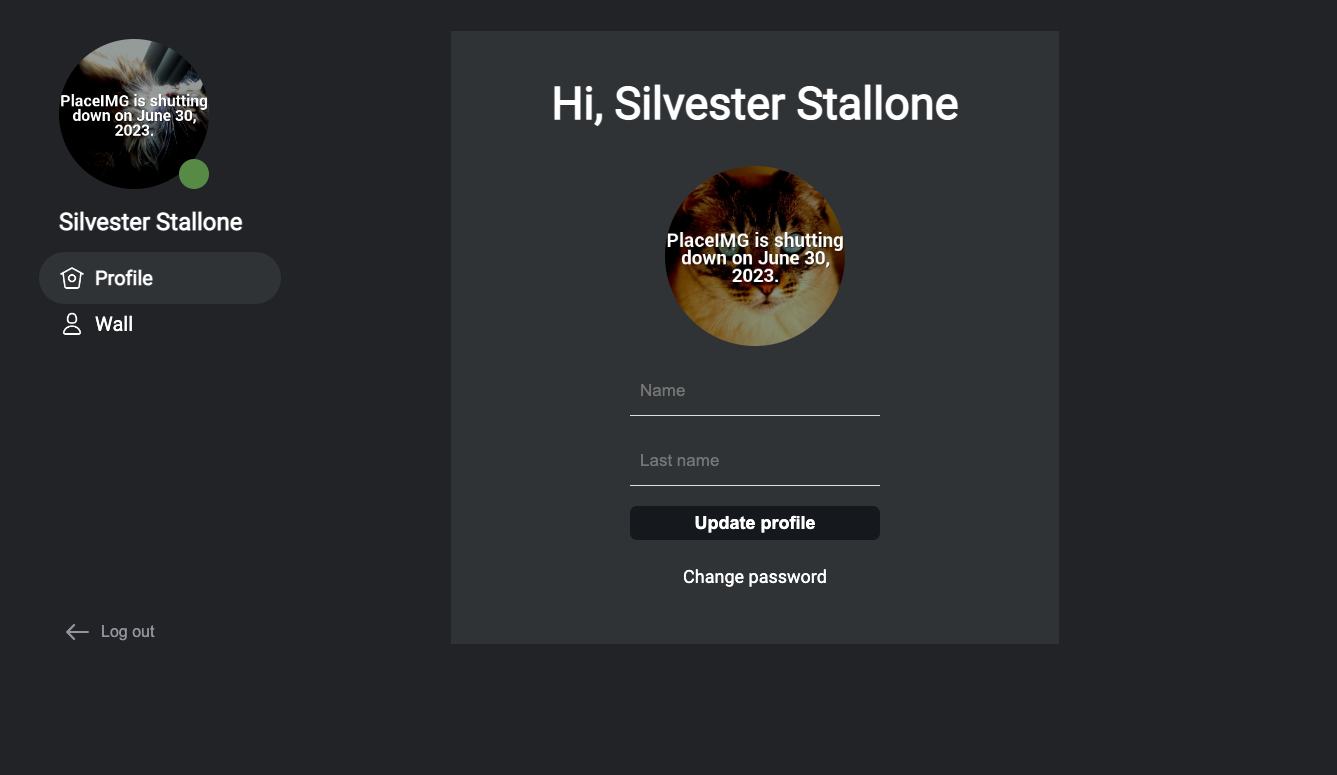 PlaceIMG is shutting
down on June 30,
2023.
Silvester Stallone
Profile
Wall
Log out
Hi, Silvester Stallone
PlaceIMG is shutting
down on June 30,
2023.
Name
Last name
Update profile
Change password